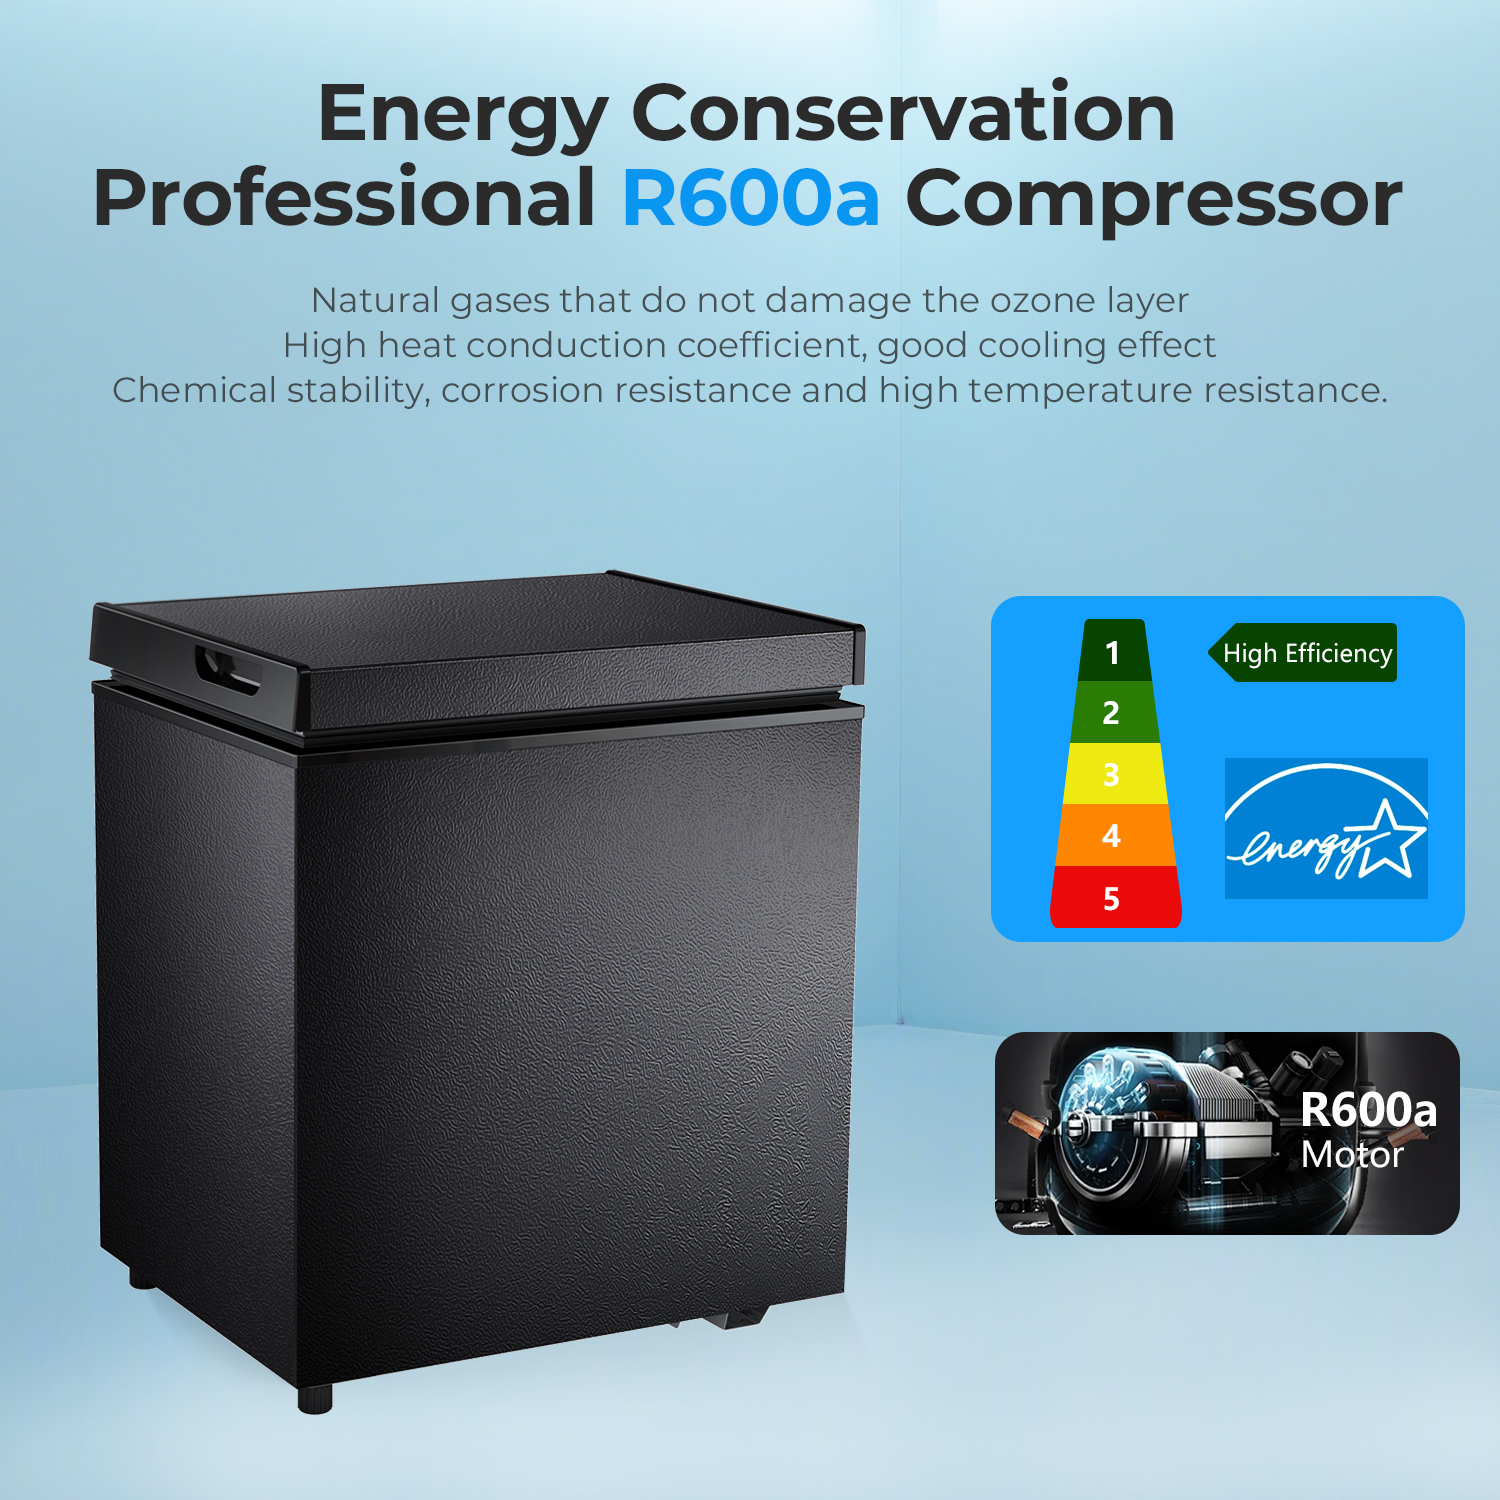 Energy Conservation
Professional R600a Compressor
Natural gases that do not damage the ozone layer
High heat conduction coefficient, good cooling effect
Chemical stability, corrosion resistance and high temperature resistance.
1
High Efficiency
2
3
4
5
energy
R600a
Motor